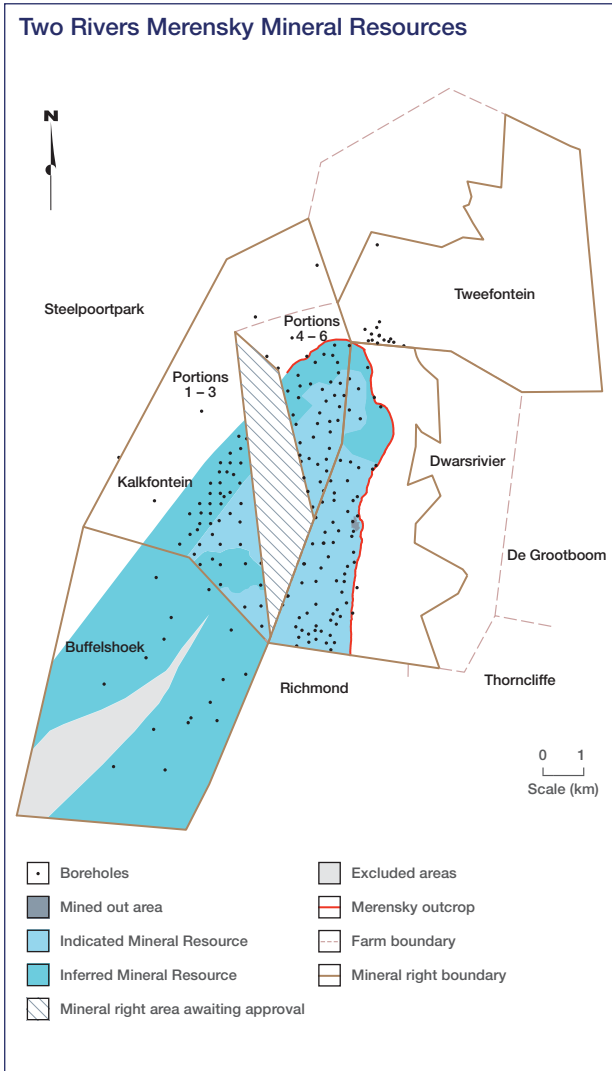 Two Rivers Merensky Mineral Resources
N
Steelpoortpark
Tweefontein
Portions
4 – 6
Portions
1 – 3
Dwarsrivier
Kalkfontein
De Grootboom
Buffelshoek
Richmond
Thorncliffe
0 1
Scale (km)
Boreholes
Mined out area
Indicated Mineral Resource
Inferred Mineral Resource
Mineral right area awaiting approval
Excluded areas
Merensky outcrop
Farm boundary
Mineral right boundary